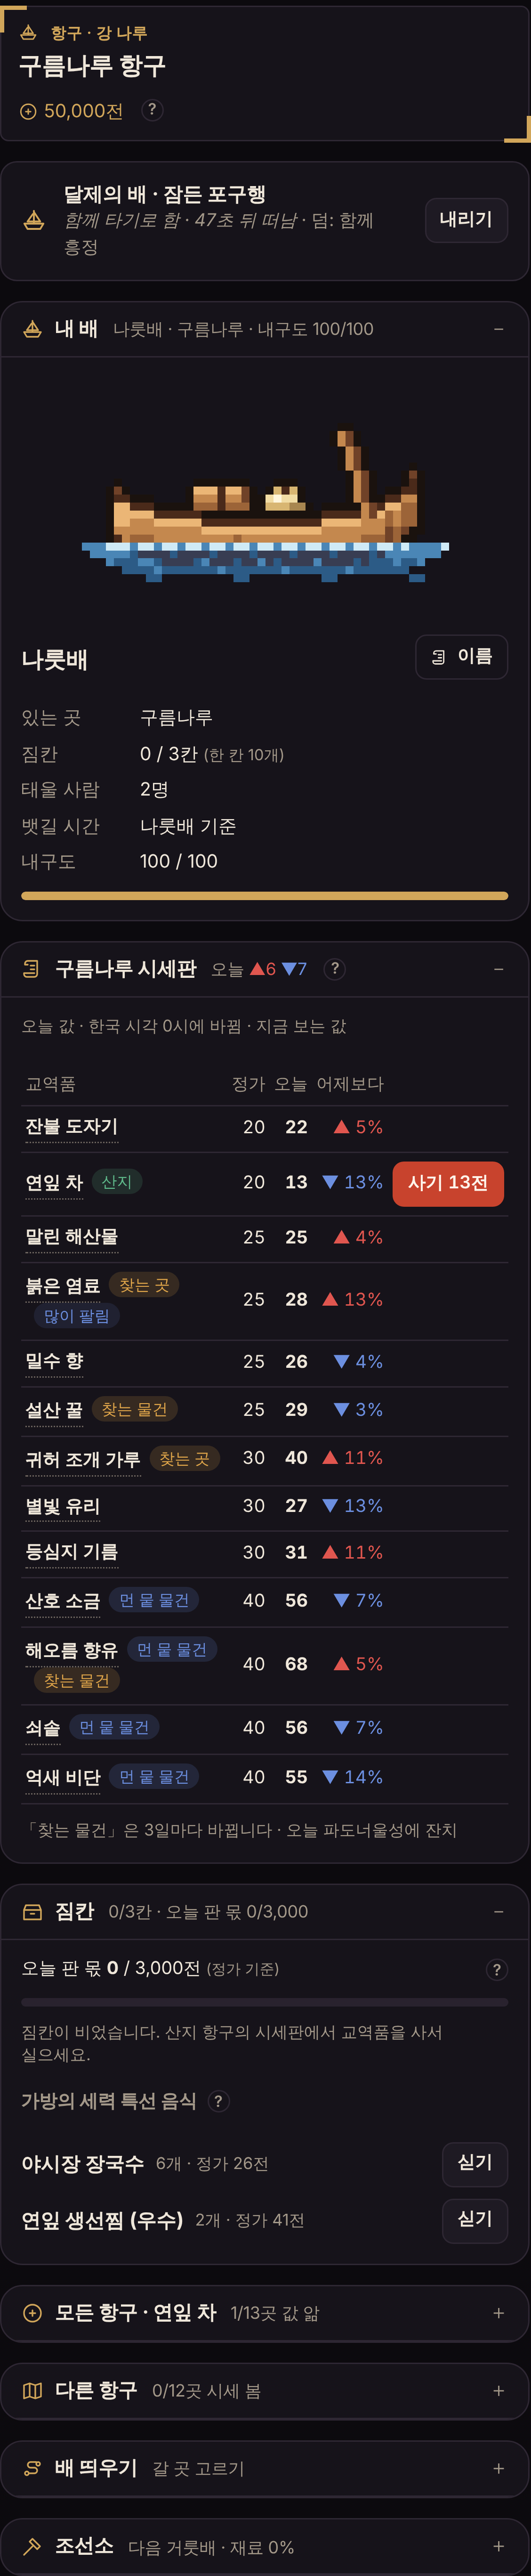 항구 · 강 나루
구름나루 항구
50,000전 ?
달제의 배 · 잠든 포구행
함께 타기로 함 · 47초 뒤 떠남 · 덤: 함께
흥정
내리기
내 배 나룻배 · 구름나루 · 내구도 100/100 −
나룻배
이름
있는 곳 구름나루
짐칸 0 / 3칸 (한 칸 10개)
태울 사람 2명
뱃길 시간 나룻배 기준
내구도 100 / 100
구름나루 시세판 오늘 ▲6 ▼7 ? −
오늘 값 · 한국 시각 0시에 바뀜 · 지금 보는 값
교역품 정가 오늘 어제보다
잔불 도자기 20 22 ▲ 5%
연잎 차 산지 20 13 ▼ 13% 사기 13전
말린 해산물 25 25 ▲ 4%
붉은 염료 찾는 곳 25 28 ▲ 13%
많이 팔림
밀수 향 25 26 ▼ 4%
설산 꿀 찾는 물건 25 29 ▼ 3%
귀허 조개 가루 찾는 곳 30 40 ▲ 11%
별빛 유리 30 27 ▼ 13%
등심지 기름 30 31 ▲ 11%
산호 소금 먼 뭍 물건 40 56 ▼ 7%
해오름 향유 먼 뭍 물건 40 68 ▲ 5%
찾는 물건
쇠솥 먼 뭍 물건 40 56 ▼ 7%
억새 비단 먼 뭍 물건 40 55 ▼ 14%
「찾는 물건」은 3일마다 바뀝니다 · 오늘 파도너울성에 잔치
짐칸 0/3칸 · 오늘 판 몫 0/3,000 −
오늘 판 몫 0 / 3,000전 (정가 기준) ?
짐칸이 비었습니다. 산지 항구의 시세판에서 교역품을 사서
실으세요.
가방의 세력 특선 음식 ?
야시장 장국수 6개 · 정가 26전 싣기
연잎 생선찜 (우수) 2개 · 정가 41전 싣기
모든 항구 · 연잎 차 1/13곳 값 앎 +
다른 항구 0/12곳 시세 봄 +
배 띄우기 갈 곳 고르기 +
조선소 다음 거룻배 · 재료 0% +